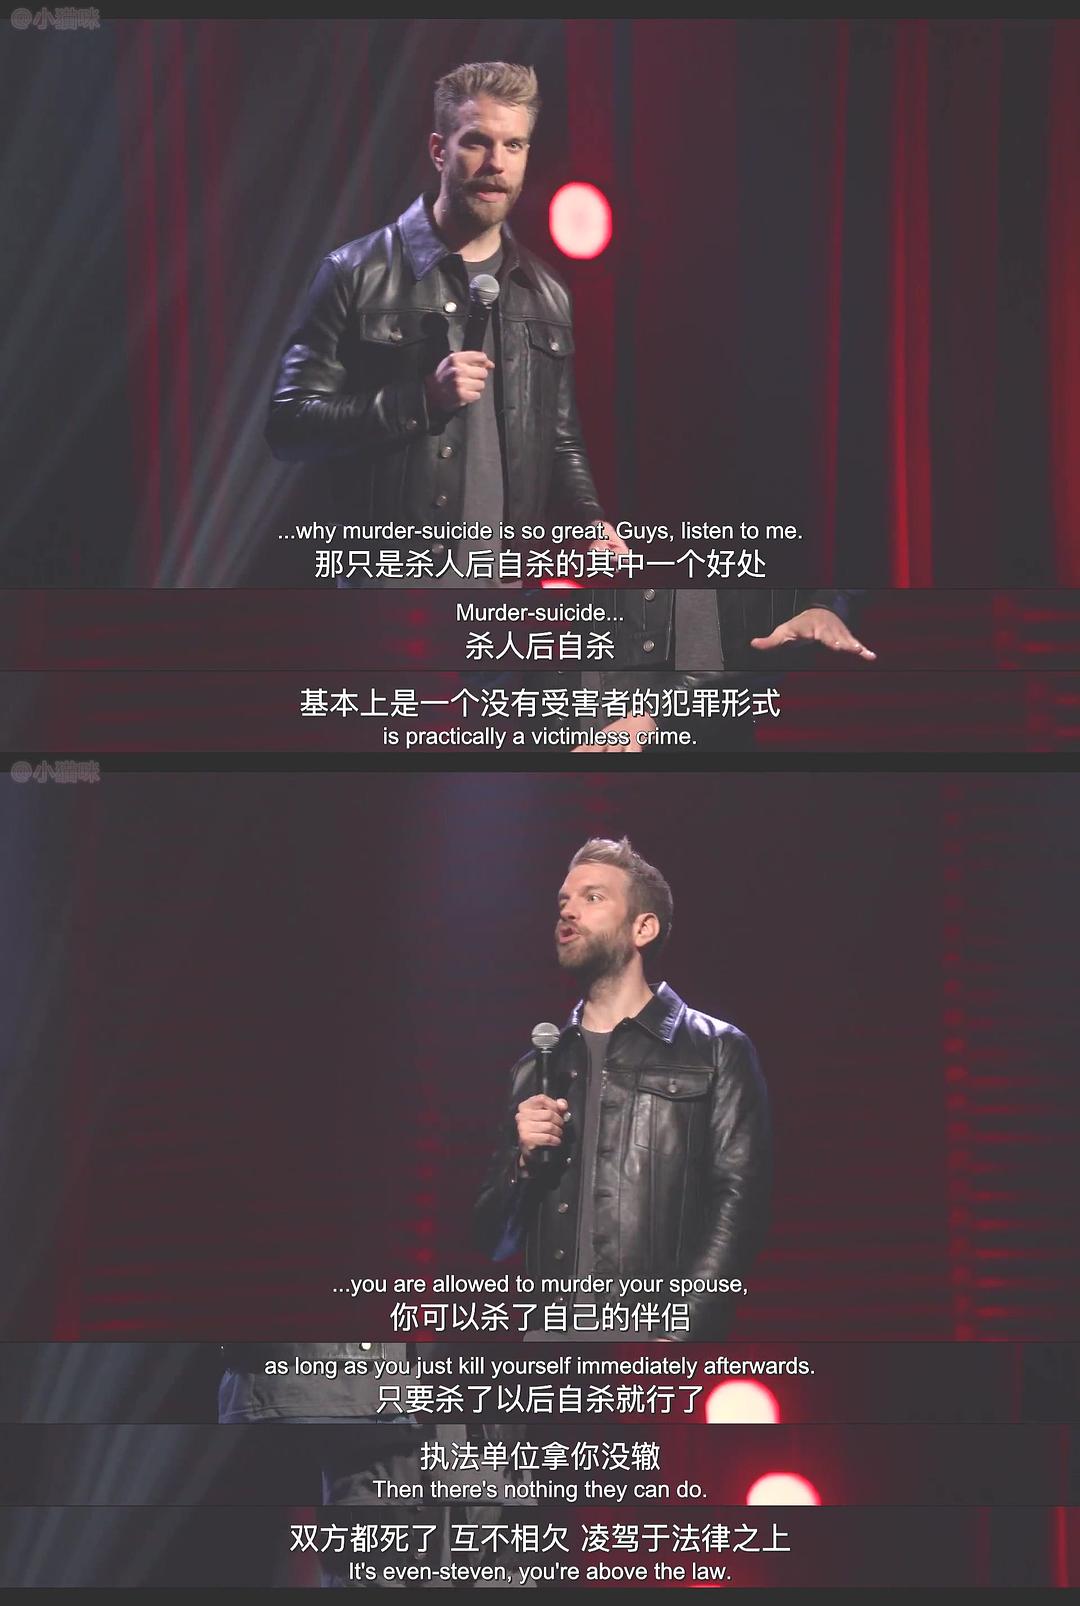 @小猫咪
...why murder-suicide is so great. Guys, listen to me.
那只是杀人后自杀的其中一个好处
Murder-suicide...
杀人后自杀
基本上是一个没有受害者的犯罪形式
is practically a victimless crime.
@小猫咪
...you are allowed to murder your spouse,
你可以杀了自己的伴侣
as long as you just kill yourself immediately afterwards.
只要杀了以后自杀就行了
执法单位拿你没辙
Then there's nothing they can do.
双方都死了 互不相欠 凌驾于法律之上
It's even-steven, you're above the law.